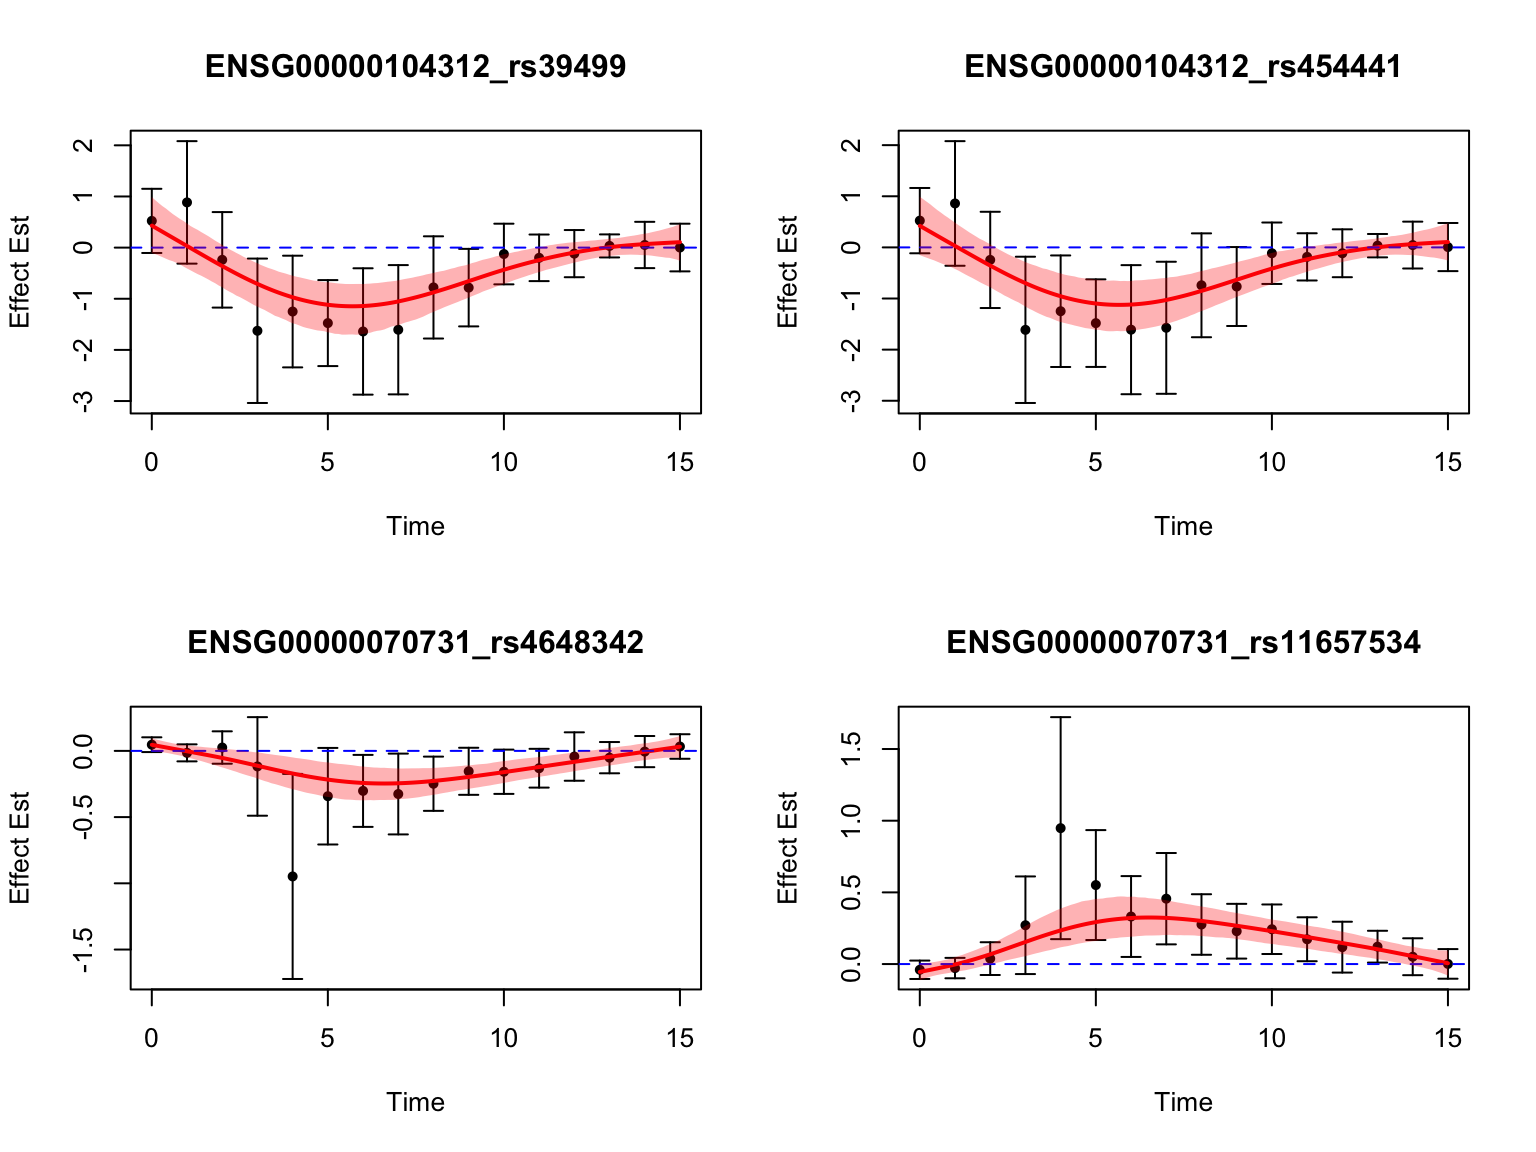 ENSG00000104312_rs39499
Effect Est
2
1
0
-1
-2
-3
0 5 10 15
Time
ENSG00000104312_rs454441
Effect Est
2
1
0
-1
-2
-3
0 5 10 15
Time
ENSG00000070731_rs4648342
Effect Est
0.0
-0.5
-1.5
0 5 10 15
Time
ENSG00000070731_rs11657534
Effect Est
1.5
1.0
0.5
0.0
0 5 10 15
Time